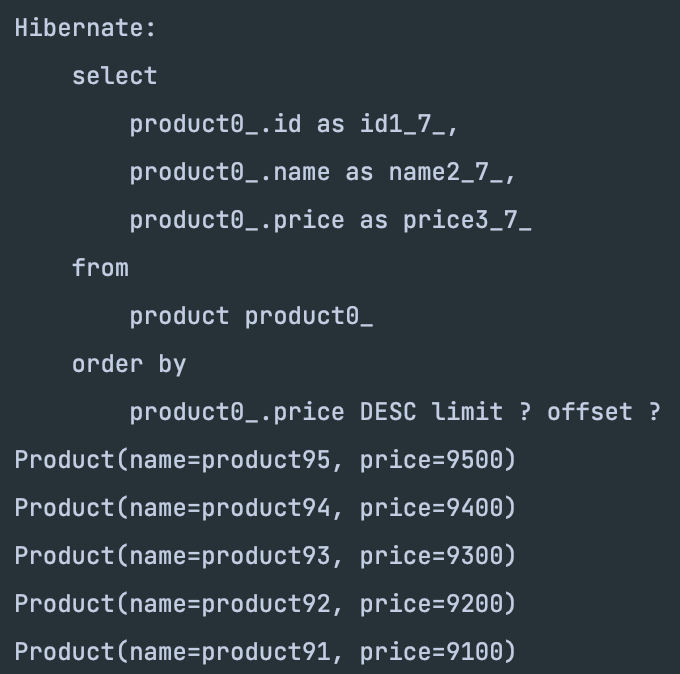 Hibernate:
    select
        product0_.id as id1_7_,
        product0_.name as name2_7_,
        product0_.price as price3_7_
    from
        product product0_
    order by
        product0_.price DESC limit ? offset ?
Product(name=product95, price=9500)
Product(name=product94, price=9400)
Product(name=product93, price=9300)
Product(name=product92, price=9200)
Product(name=product91, price=9100)